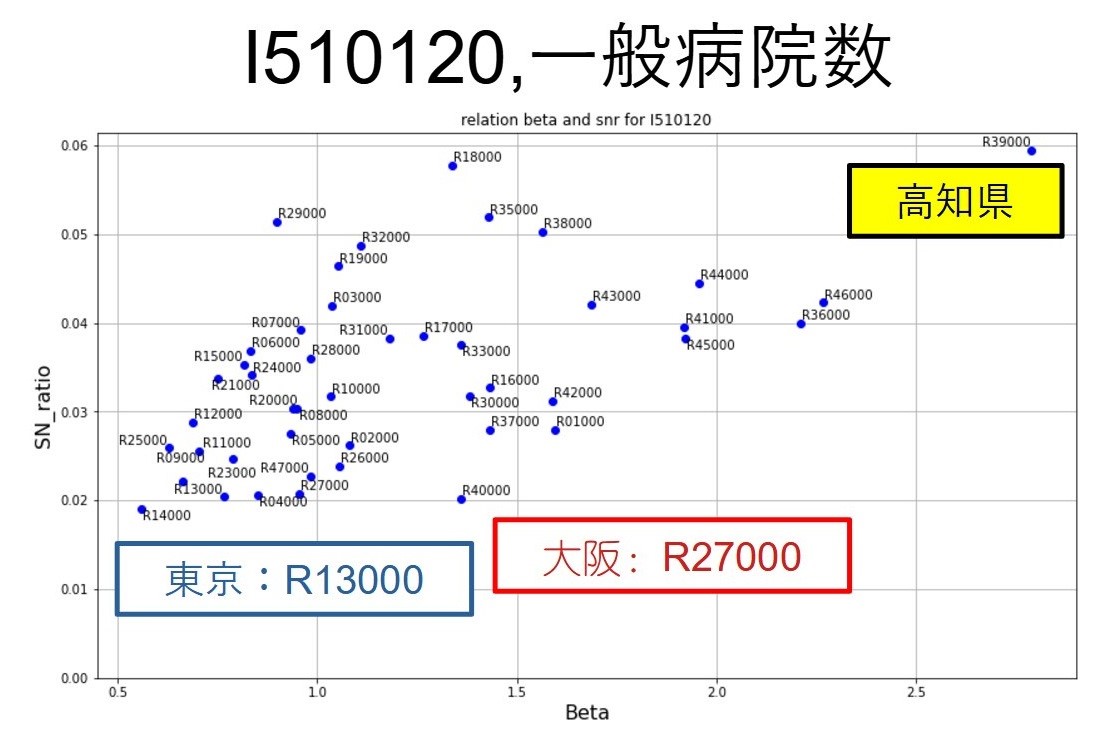 I510120,一般病院数
relation beta and snr for I510120
0.06
R39000
R18000
高知県
R29000
R35000
R38000
0.05
R32000
R19000
R44000
R03000
R43000
R46000
R07000
R31000
R17000
R41000
R36000
0.04
R06000
R28000
R33000
R45000
R15000
R24000
R21000
R16000
R10000
R42000
R20000
R30000
0.03
R12000
R08000
R37000
R01000
R25000
R11000
R05000
R02000
R09000
R26000
R23000
R47000
R13000
R27000
R40000
R04000
0.02
R14000
東京：R13000
大阪：R27000
0.01
0.00
SN_ratio
0.5
1.0
1.5
2.0
2.5
Beta